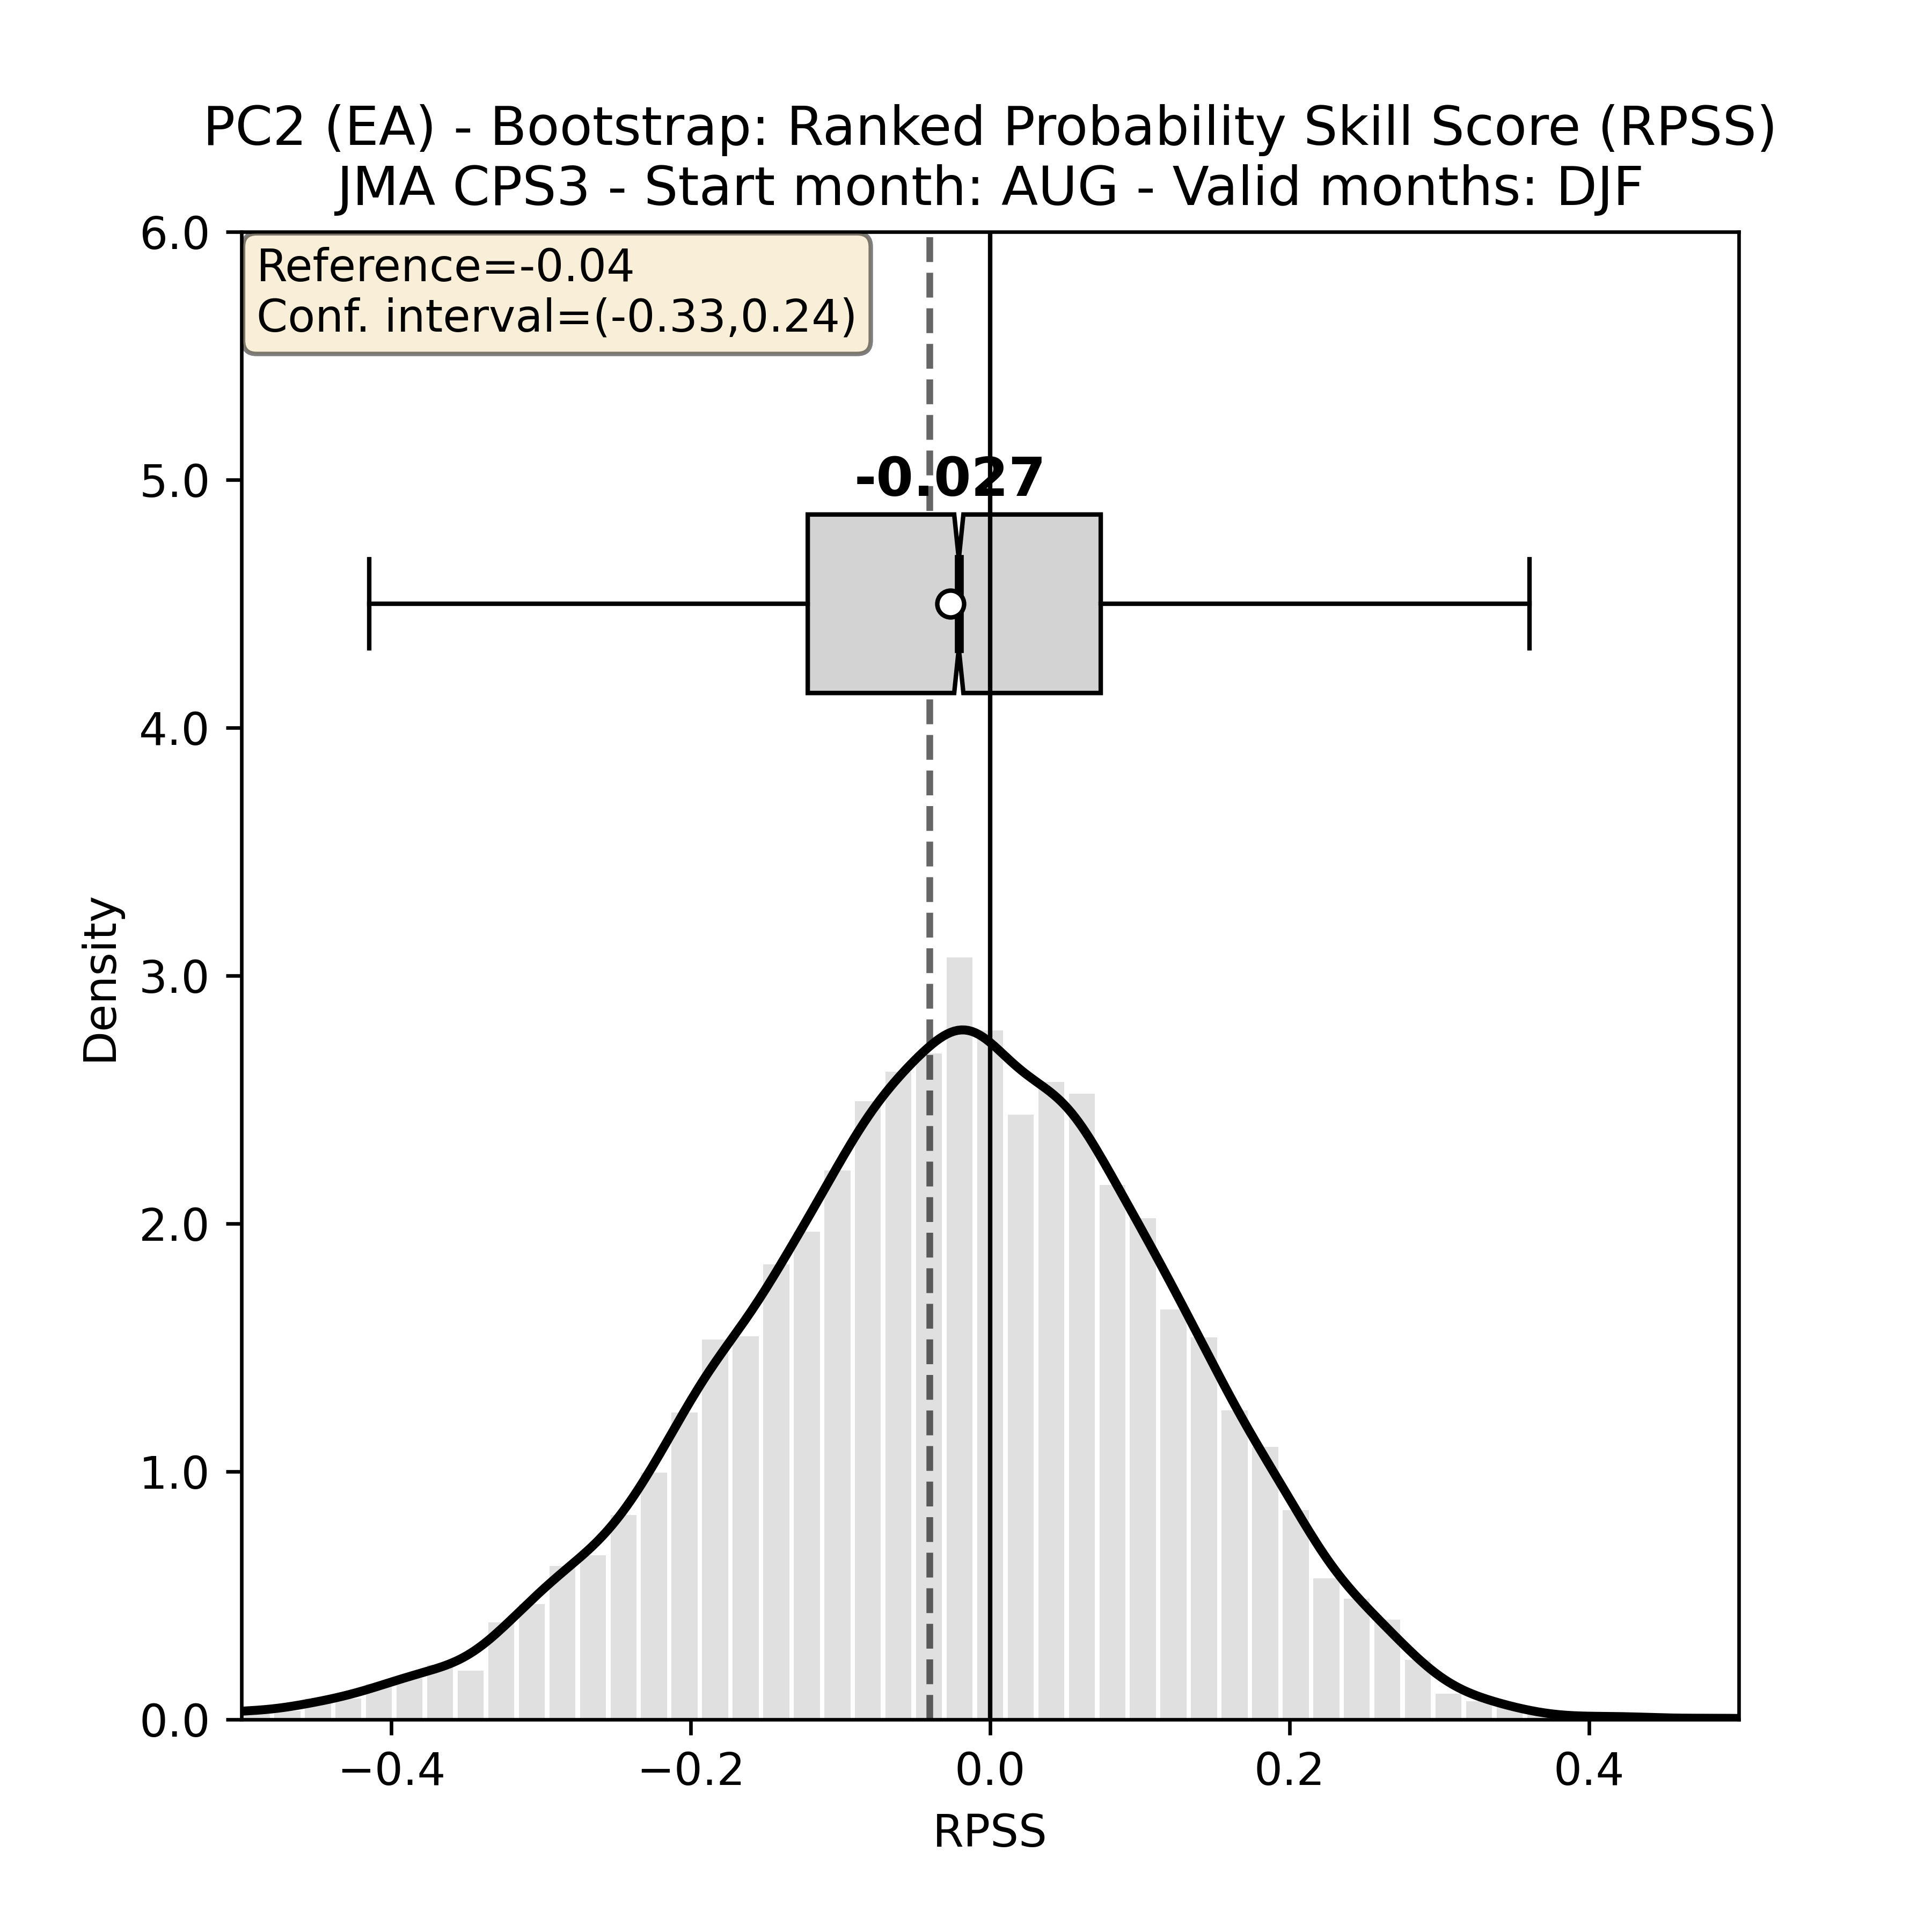 PC2 (EA) - Bootstrap: Ranked Probability Skill Score (RPSS)
JMA CPS3 - Start month: AUG - Valid months: DJF
6.0
Reference=-0.04
Conf. interval=(-0.33,0.24)
5.0
-0.027
4.0
Density
3.0
2.0
1.0
0.0
−0.4
−0.2
0.0
0.2
0.4
RPSS